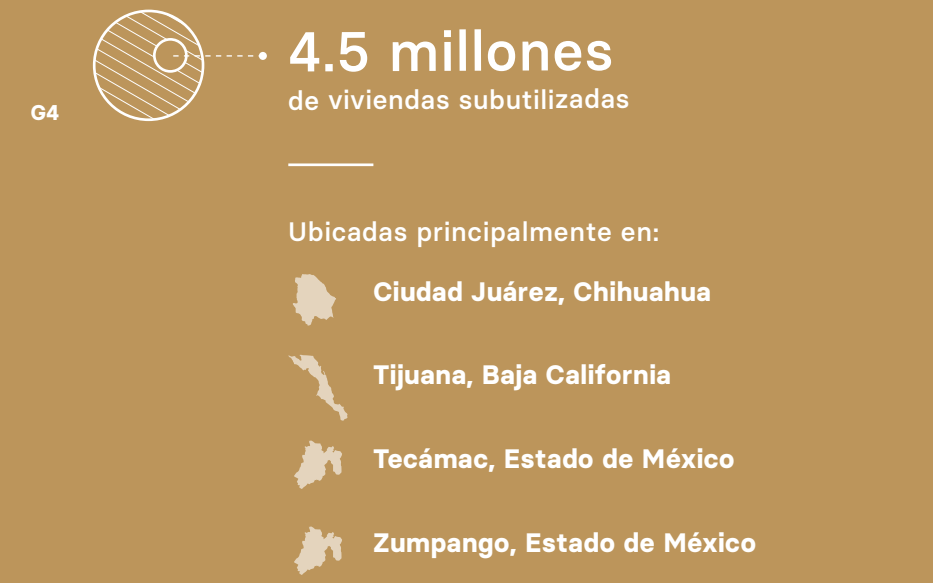 4.5 millones
de viviendas subutilizadas
G4
Ubicadas principalmente en:
Ciudad Juárez, Chihuahua
Tijuana, Baja California
Tecámac, Estado de México
Zumpango, Estado de México